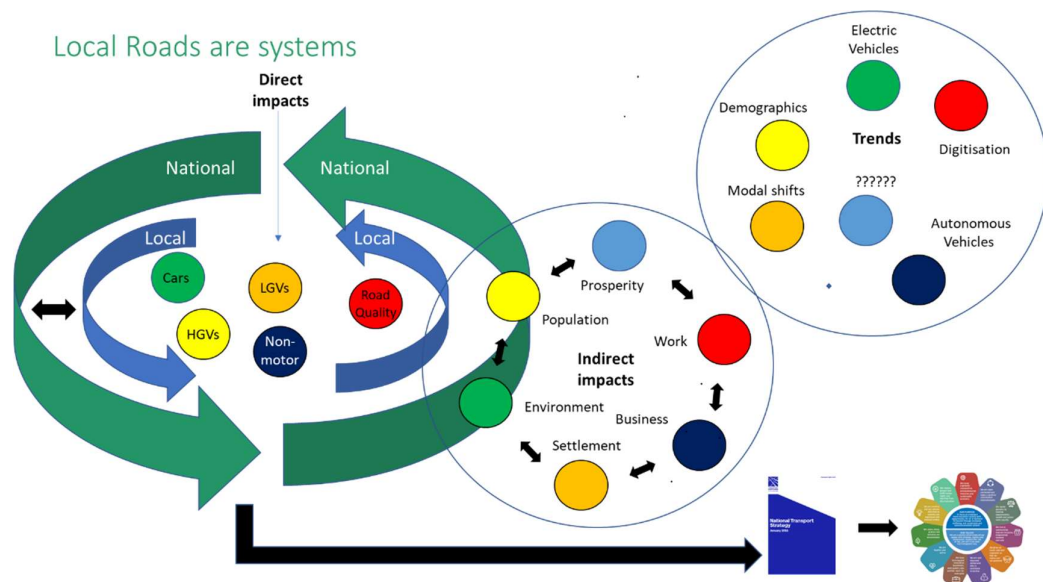 Local Roads are systems
Direct
impacts
National
National
Local
Local
Cars
LGVs
Road
Quality
HGVs
Non-
motor
Population
Environment
Prosperity
Work
Indirect
impacts
Business
Settlement
Electric
Vehicles
Demographics
Trends
Digitisation
Modal shifts
??????
Autonomous
Vehicles
National Transport
Strategy